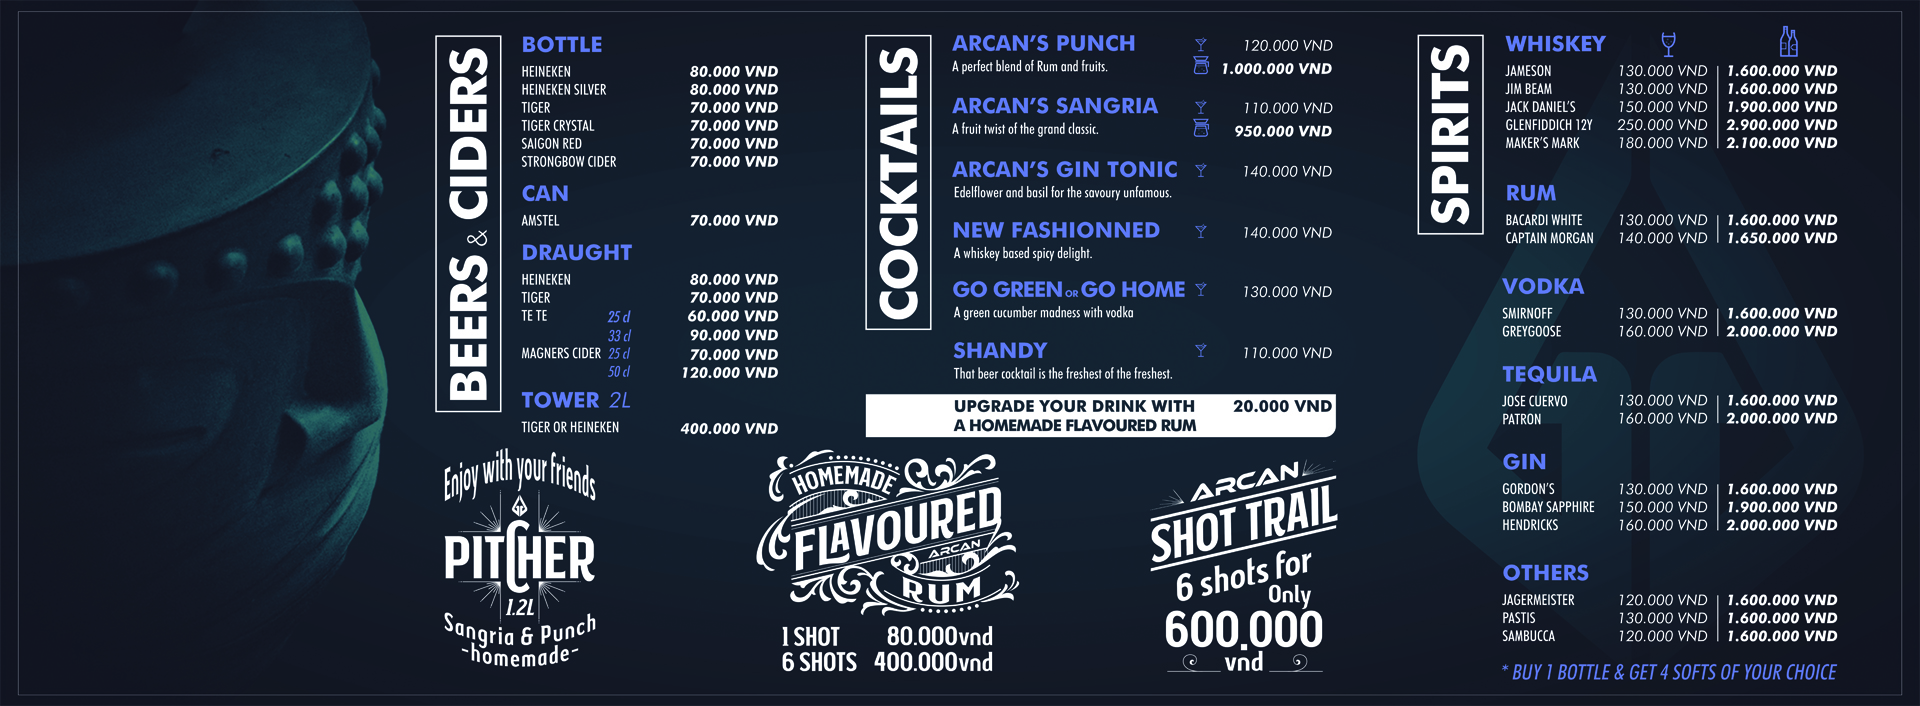 BEERS & CIDERS
BOTTLE
HEINEKEN 80.000 VND
HEINEKEN SILVER 80.000 VND
TIGER 70.000 VND
TIGER CRYSTAL 70.000 VND
SAIGON RED 70.000 VND
STRONGBOW CIDER 70.000 VND
CAN
AMSTEL 70.000 VND
DRAUGHT
HEINEKEN 80.000 VND
TIGER 70.000 VND
TE TE 25 cl 60.000 VND
33 cl 90.000 VND
MAGNERS CIDER 25 cl 70.000 VND
50 cl 120.000 VND
TOWER 2L
TIGER OR HEINEKEN 400.000 VND
Enjoy with your friends
PITCHER
1.2L
Sangria & Punch
-homemade-
COCKTAILS
ARCAN'S PUNCH 120.000 VND
A perfect blend of Rum and fruits. 1.000.000 VND
ARCAN'S SANGRIA 110.000 VND
A fruit twist of the grand classic. 950.000 VND
ARCAN'S GIN TONIC 140.000 VND
Edelflower and basil for the savoury unfamous.
NEW FASHIONNED 140.000 VND
A whiskey based spicy delight.
GO GREEN OR GO HOME 130.000 VND
A green cucumber madness with vodka
SHANDY 110.000 VND
That beer cocktail is the freshest of the freshest.
UPGRADE YOUR DRINK WITH 20.000 VND
A HOMEMADE FLAVOURED RUM
HOMEMADE
FLAVOURED
ARCAN
RUM
1 SHOT 80.000vnd
6 SHOTS 400.000vnd
ARCAN
SHOT TRAIL
6 shots for
Only
600.000
vnd
SPIRITS
WHISKEY
JAMESON 130.000 VND | 1.600.000 VND
JIM BEAM 130.000 VND | 1.600.000 VND
JACK DANIEL'S 150.000 VND | 1.900.000 VND
GLENFIDDICH 12Y 250.000 VND | 2.900.000 VND
MAKER'S MARK 180.000 VND | 2.100.000 VND
RUM
BACARDI WHITE 130.000 VND | 1.600.000 VND
CAPTAIN MORGAN 140.000 VND | 1.650.000 VND
VODKA
SMIRNOFF 130.000 VND | 1.600.000 VND
GREYGOOSE 160.000 VND | 2.000.000 VND
TEQUILA
JOSE CUERVO 130.000 VND | 1.600.000 VND
PATRON 160.000 VND | 2.000.000 VND
GIN
GORDON'S 130.000 VND | 1.600.000 VND
BOMBAY SAPPHIRE 150.000 VND | 1.900.000 VND
HENDRICKS 160.000 VND | 2.000.000 VND
OTHERS
JAGERMEISTER 120.000 VND | 1.600.000 VND
PASTIS 130.000 VND | 1.600.000 VND
SAMBUCCA 120.000 VND | 1.600.000 VND
* BUY 1 BOTTLE & GET 4 SOFTS OF YOUR CHOICE